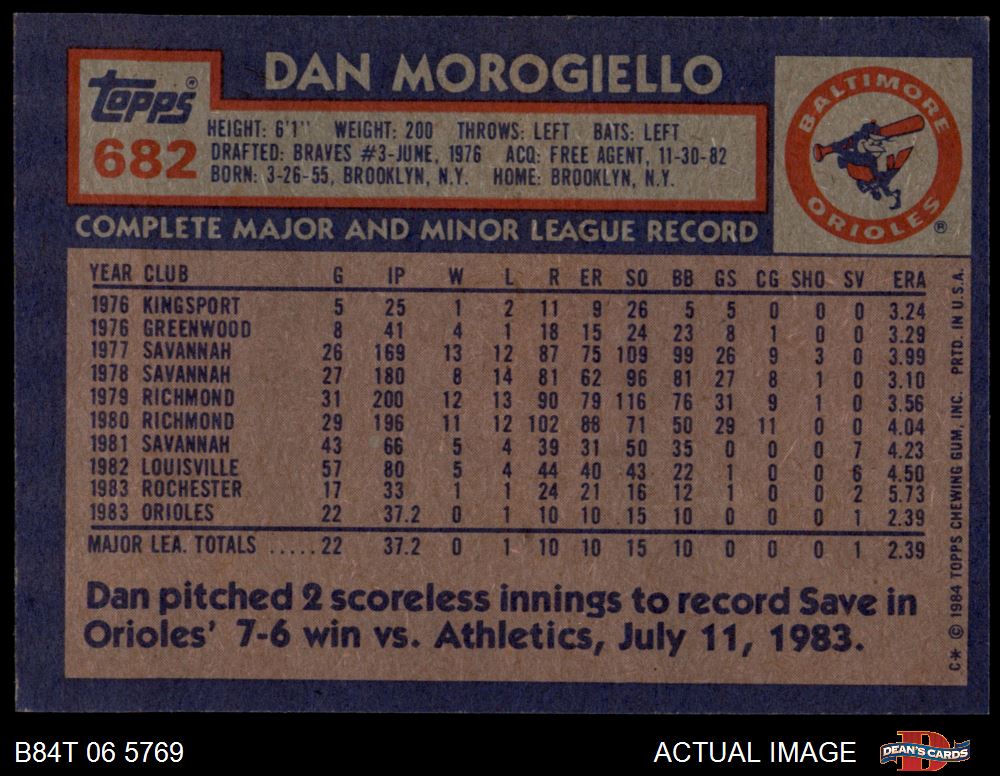 DAN MOROGIELLO
Topps®
682
HEIGHT: 6'1" WEIGHT: 200 THROWS: LEFT BATS: LEFT
DRAFTED: BRAVES #3-JUNE, 1976 ACQ: FREE AGENT, 11-30-82
BORN: 3-26-55, BROOKLYN, N.Y. HOME: BROOKLYN, N.Y.
BALTIMORE
ORIOLES ®
COMPLETE MAJOR AND MINOR LEAGUE RECORD
YEAR CLUB G IP W L R ER SO BB GS CG SHO SV ERA
1976 KINGSPORT 5 25 1 2 11 9 26 5 5 0 0 0 3.24
1976 GREENWOOD 8 41 4 1 18 15 24 23 8 1 0 0 3.29
1977 SAVANNAH 26 169 13 12 87 75 109 99 26 9 3 0 3.99
1978 SAVANNAH 27 180 8 14 81 62 96 81 27 8 1 0 3.10
1979 RICHMOND 31 200 12 13 90 79 116 76 31 9 1 0 3.56
1980 RICHMOND 29 196 11 12 102 88 71 50 29 11 0 0 4.04
1981 SAVANNAH 43 66 5 4 39 31 50 35 0 0 0 7 4.23
1982 LOUISVILLE 57 80 5 4 44 40 43 22 1 0 0 6 4.50
1983 ROCHESTER 17 33 1 1 24 21 16 12 1 0 0 2 5.73
1983 ORIOLES 22 37.2 0 1 10 10 15 10 0 0 0 1 2.39
MAJOR LEA. TOTALS .....22 37.2 0 1 10 10 15 10 0 0 0 1 2.39
Dan pitched 2 scoreless innings to record Save in
Orioles' 7-6 win vs. Athletics, July 11, 1983.
C* © 1984 TOPPS CHEWING GUM, INC. PRTD. IN U.S.A.
B84T 06 5769
ACTUAL IMAGE
DEAN'S CARDS